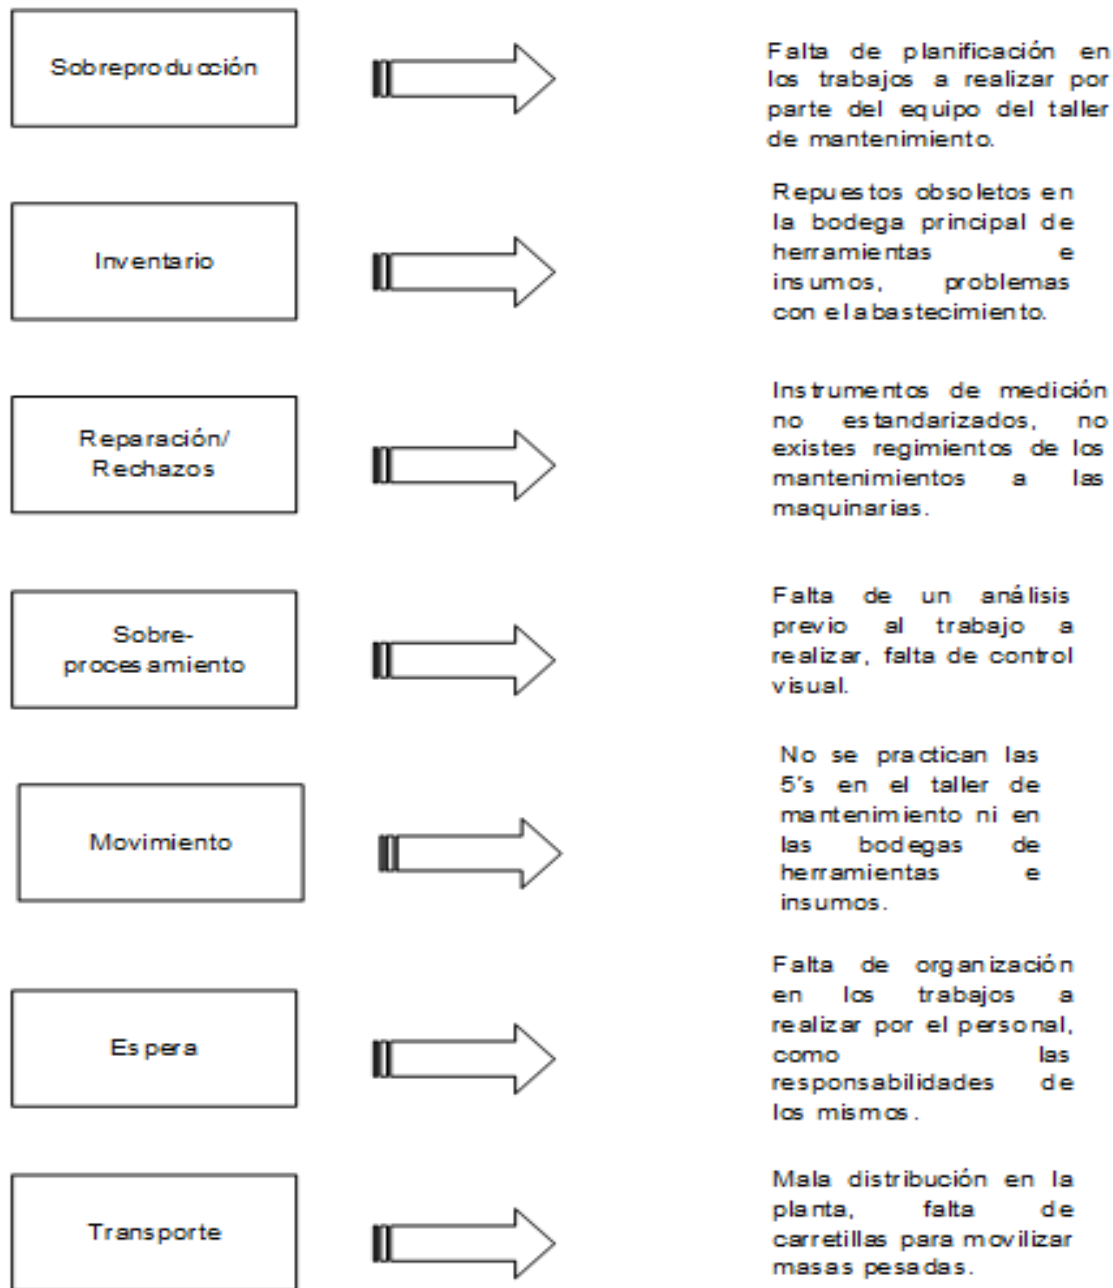 Sobreproducción
Falta de planificación en
los trabajos a realizar por
parte del equipo del taller
de mantenimiento.
Inventario
Repuestos obsoletos en
la bodega principal de
herramientas e
insumos, problemas
con el abastecimiento.
Reparación/
Rechazos
Instrumentos de medición
no estandarizados, no
existes regimientos de los
mantenimientos a las
maquinarias.
Sobre-
procesamiento
Falta de un análisis
previo al trabajo a
realizar, falta de control
visual.
Movimiento
No se practican las
5's en el taller de
mantenimiento ni en
las bodegas de
herramientas e
insumos.
Espera
Falta de organización
en los trabajos a
realizar por el personal,
como las
responsabilidades de
los mismos.
Transporte
Mala distribución en la
planta, falta de
carretillas para movilizar
masas pesadas.